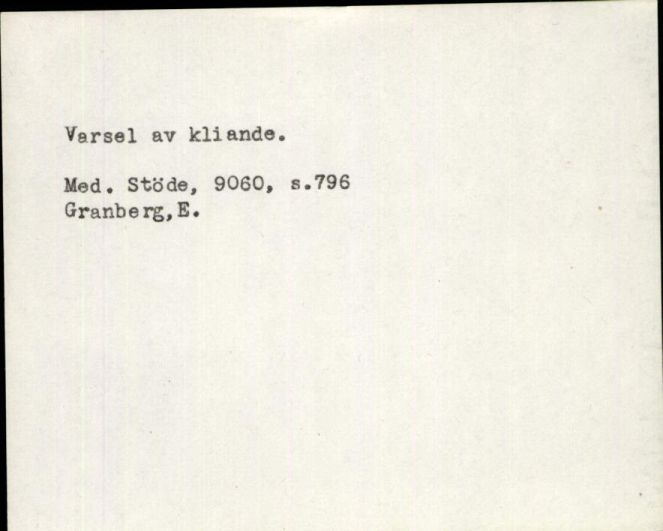 Varsel av kliande.
Med. Stöde, 9060, s.796
Granberg,E.